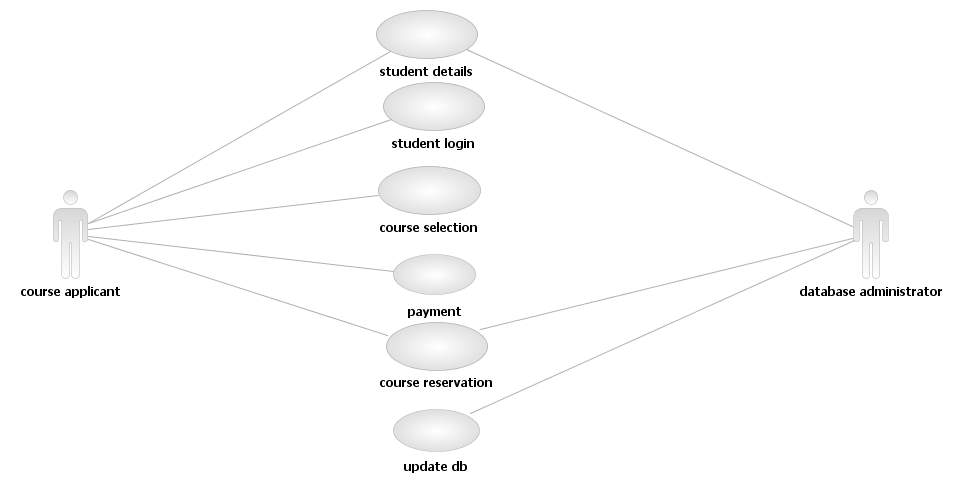 student details
student login
course selection
course applicant
database administrator
payment
course reservation
update db